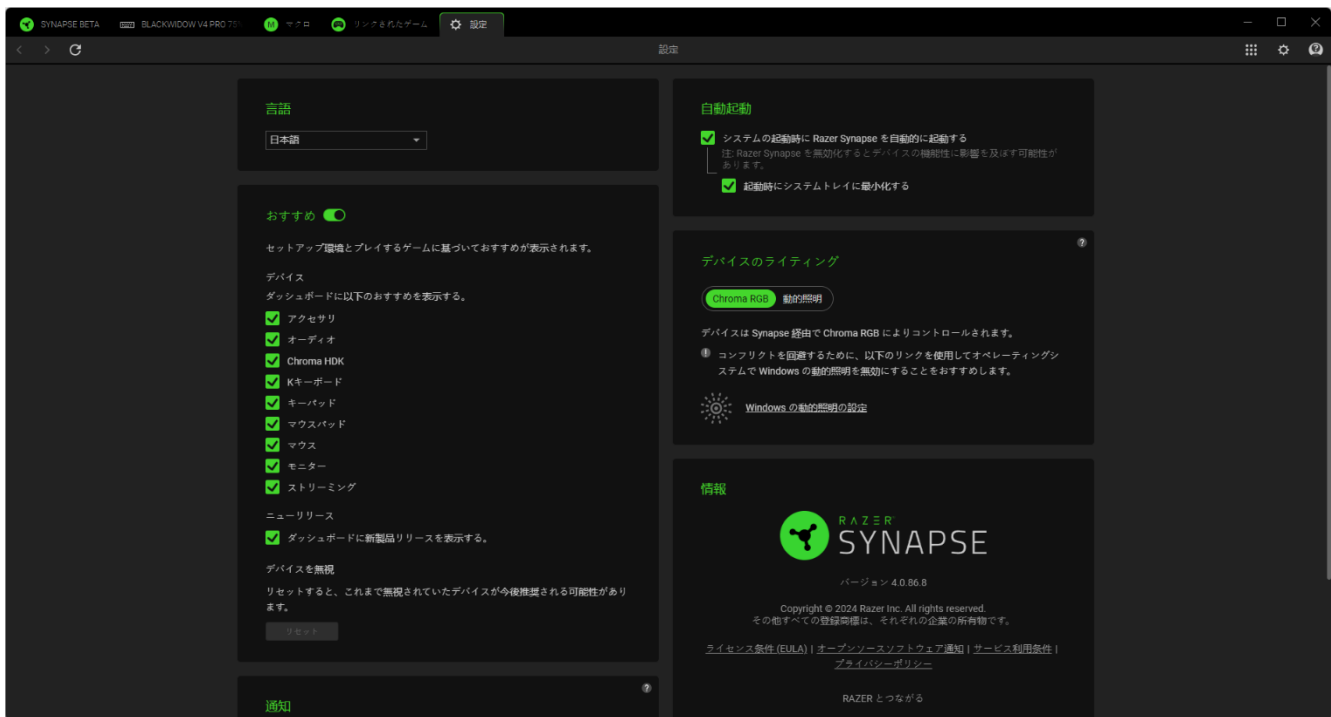 SYNAPSE BETA
BLACKWIDOW V4 PRO 75%
マクロ
リンクされたゲーム
設定
設定
言語
日本語
おすすめ
セットアップ環境とプレイするゲームに基づいておすすめが表示されます。
デバイス
ダッシュボードに以下のおすすめを表示する。
アクセサリ
オーディオ
Chroma HDK
Kキーボード
キーパッド
マウスパッド
マウス
モニター
ストリーミング
ニューリリース
ダッシュボードに新製品リリースを表示する。
デバイスを無視
リセットすると、これまで無視されていたデバイスが今後推奨される可能性があり
ます。
リセット
通知
自動起動
システムの起動時に Razer Synapse を自動的に起動する
注: Razer Synapse を無効化するとデバイスの機能性に影響を及ぼす可能性が
あります。
起動時にシステムトレイに最小化する
デバイスのライティング
Chroma RGB 動的照明
デバイスは Synapse 経由で Chroma RGB によりコントロールされます。
コンフリクトを回避するために、以下のリンクを使用してオペレーティングシ
ステムで Windows の動的照明を無効にすることをおすすめします。
Windows の動的照明の設定
情報
RAZER
SYNAPSE
バージョン 4.0.86.8
Copyright © 2024 Razer Inc. All rights reserved.
その他すべての登録商標は、それぞれの企業の所有物です。
ライセンス条件 (EULA) | オープンソースソフトウェア通知 | サービス利用条件 |
プライバシーポリシー
RAZER とつながる